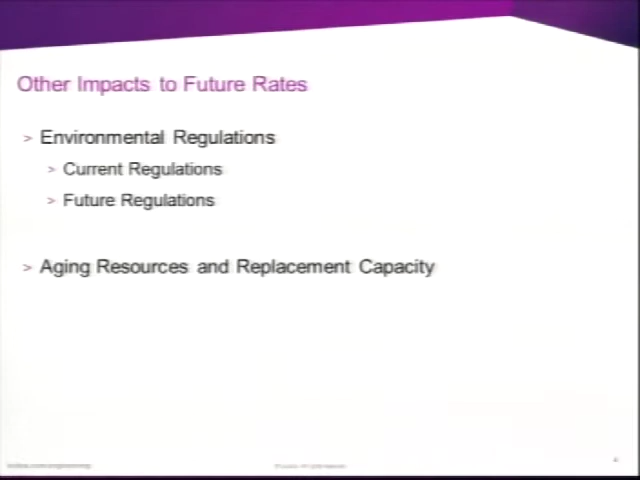 Other Impacts to Future Rates
> Environmental Regulations
> Current Regulations
> Future Regulations
> Aging Resources and Replacement Capacity